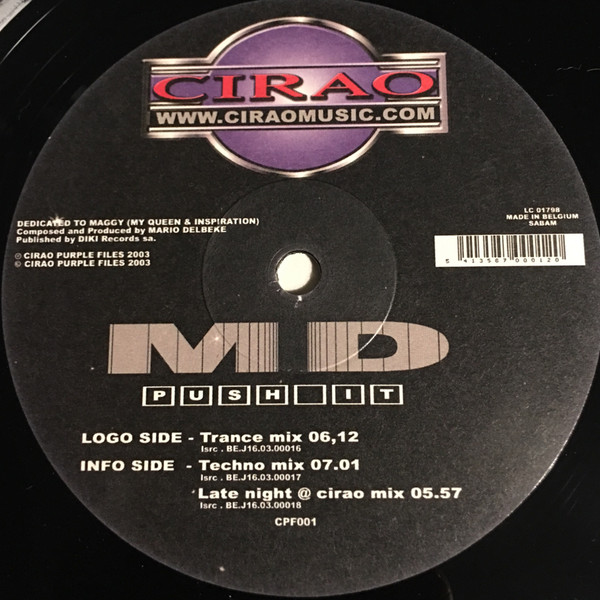 CIRAO
WWW.CIRAOMUSIC.COM
DEDICATED TO MAGGY (MY QUEEN & INSPIRATION)
Composed and Produced by MARIO DELBEKE
Published by DIKI Records sa.
℗ CIRAO PURPLE FILES 2003
© CIRAO PURPLE FILES 2003
LC 01798
MADE IN BELGIUM
SABAM
5 413567 000120
MD
PUSH IT
LOGO SIDE - Trance mix 06,12
Isrc . BE.J16.03.00016
INFO SIDE - Techno mix 07.01
Isrc . BE.J16.03.00017
Late night @ cirao mix 05.57
Isrc . BE.J16.03.00018
CPF001